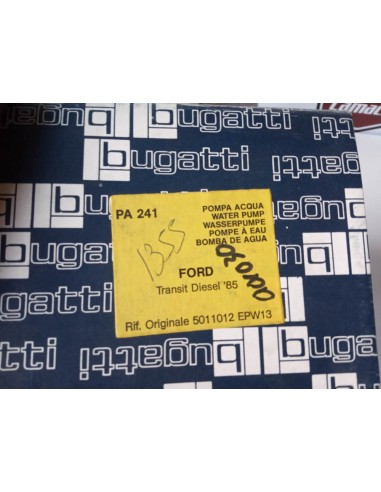 bugatti
PA 241
POMPA ACQUA
WATER PUMP
WASSERPUMPE
POMPE À EAU
BOMBA DE AGUA
1355
FORD
Transit Diesel '85
Rif. Originale 5011012 EPW13
bugatti
bugatti
bugatti
bugatti